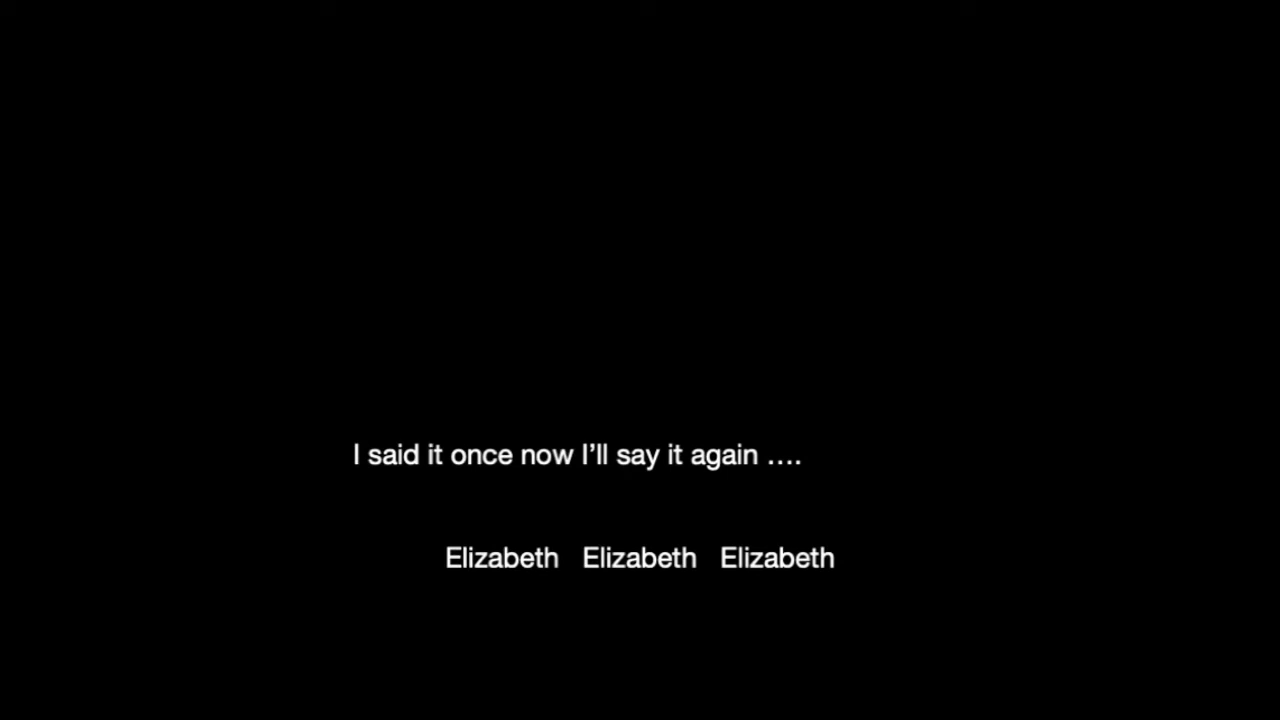 I said it once now I’ll say it again ....
Elizabeth Elizabeth Elizabeth